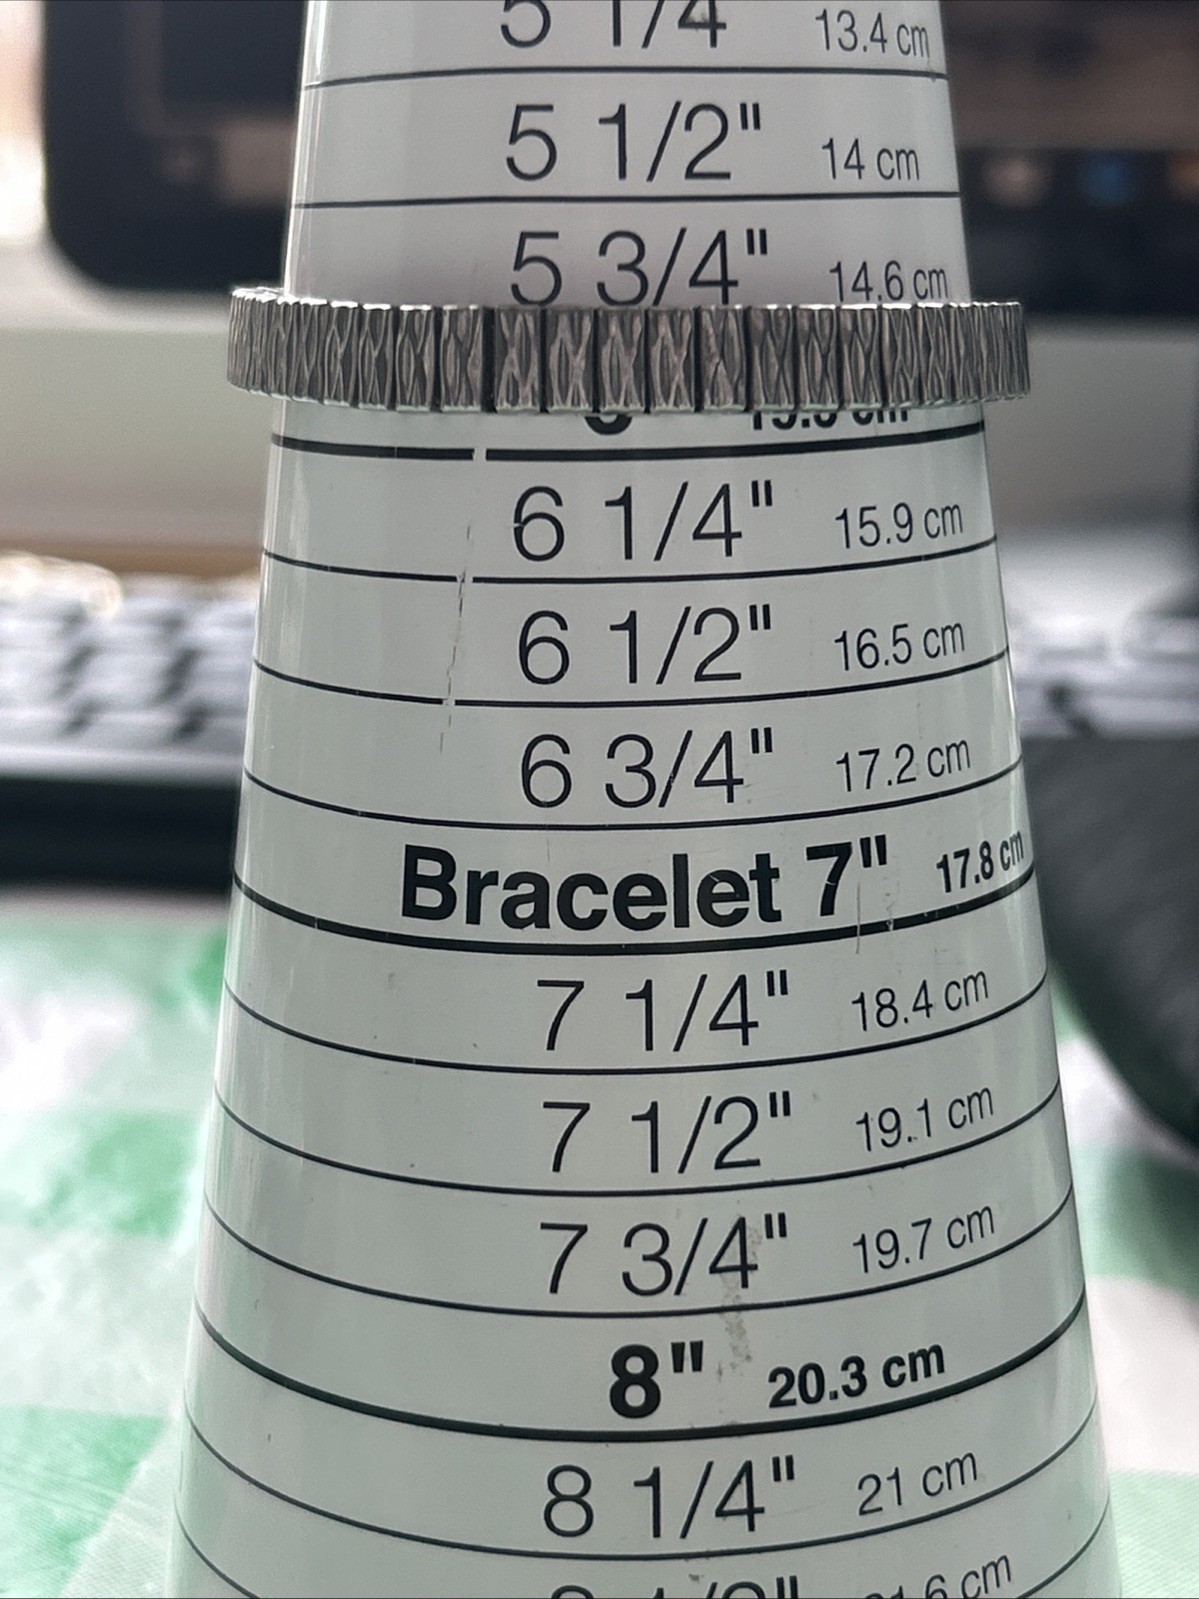 5 1/4 13.4 cm
5 1/2" 14 cm
5 3/4" 14.6 cm
6 1/4" 15.9 cm
6 1/2" 16.5 cm
6 3/4" 17.2 cm
Bracelet 7" 17.8 cm
7 1/4" 18.4 cm
7 1/2" 19.1 cm
7 3/4" 19.7 cm
8" 20.3 cm
8 1/4" 21 cm